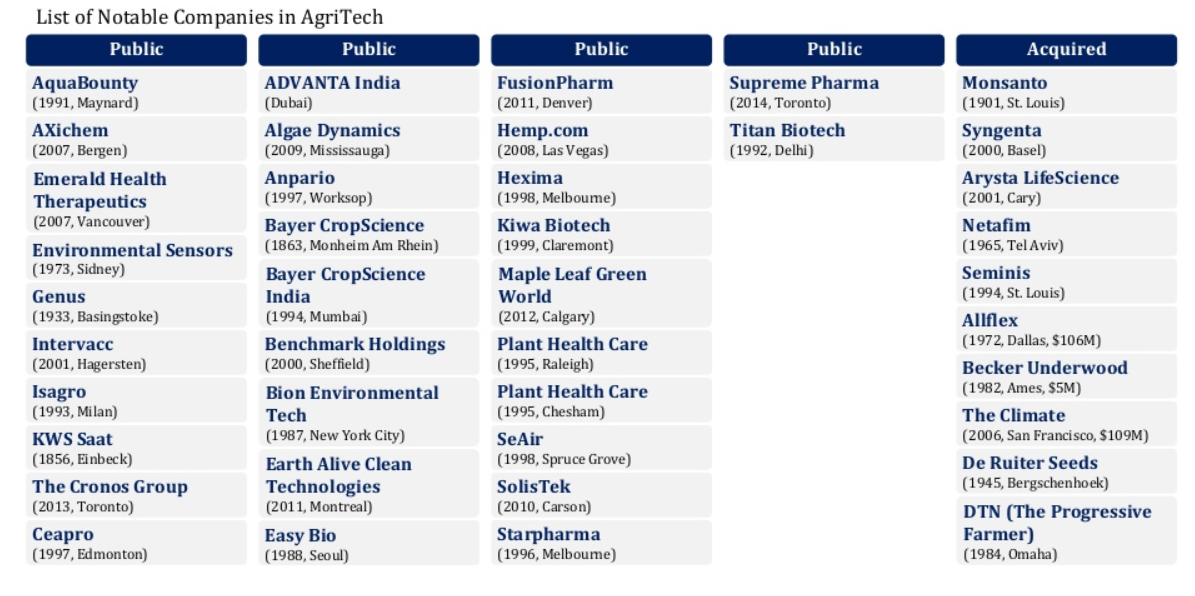 List of Notable Companies in AgriTech
Public
AquaBounty
(1991, Maynard)
AXichem
(2007, Bergen)
Emerald Health
Therapeutics
(2007, Vancouver)
Environmental Sensors
(1973, Sidney)
Genus
(1933, Basingstoke)
Intervacc
(2001, Hagersten)
Isagro
(1993, Milan)
KWS Saat
(1856, Einbeck)
The Cronos Group
(2013, Toronto)
Ceapro
(1997, Edmonton)
Public
ADVANTA India
(Dubai)
Algae Dynamics
(2009, Mississauga)
Anpario
(1997, Worksop)
Bayer CropScience
(1863, Monheim Am Rhein)
Bayer CropScience
India
(1994, Mumbai)
Benchmark Holdings
(2000, Sheffield)
Bion Environmental
Tech
(1987, New York City)
Earth Alive Clean
Technologies
(2011, Montreal)
Easy Bio
(1988, Seoul)
Public
FusionPharm
(2011, Denver)
Hemp.com
(2008, Las Vegas)
Hexima
(1998, Melbourne)
Kiwa Biotech
(1999, Claremont)
Maple Leaf Green
World
(2012, Calgary)
Plant Health Care
(1995, Raleigh)
Plant Health Care
(1995, Chesham)
SeAir
(1998, Spruce Grove)
SolisTek
(2010, Carson)
Starpharma
(1996, Melbourne)
Public
Supreme Pharma
(2014, Toronto)
Titan Biotech
(1992, Delhi)
Acquired
Monsanto
(1901, St. Louis)
Syngenta
(2000, Basel)
Arysta LifeScience
(2001, Cary)
Netafim
(1965, Tel Aviv)
Seminis
(1994, St. Louis)
Allflex
(1972, Dallas, $106M)
Becker Underwood
(1982, Ames, $5M)
The Climate
(2006, San Francisco, $109M)
De Ruiter Seeds
(1945, Bergschenhoek)
DTN (The Progressive
Farmer)
(1984, Omaha)